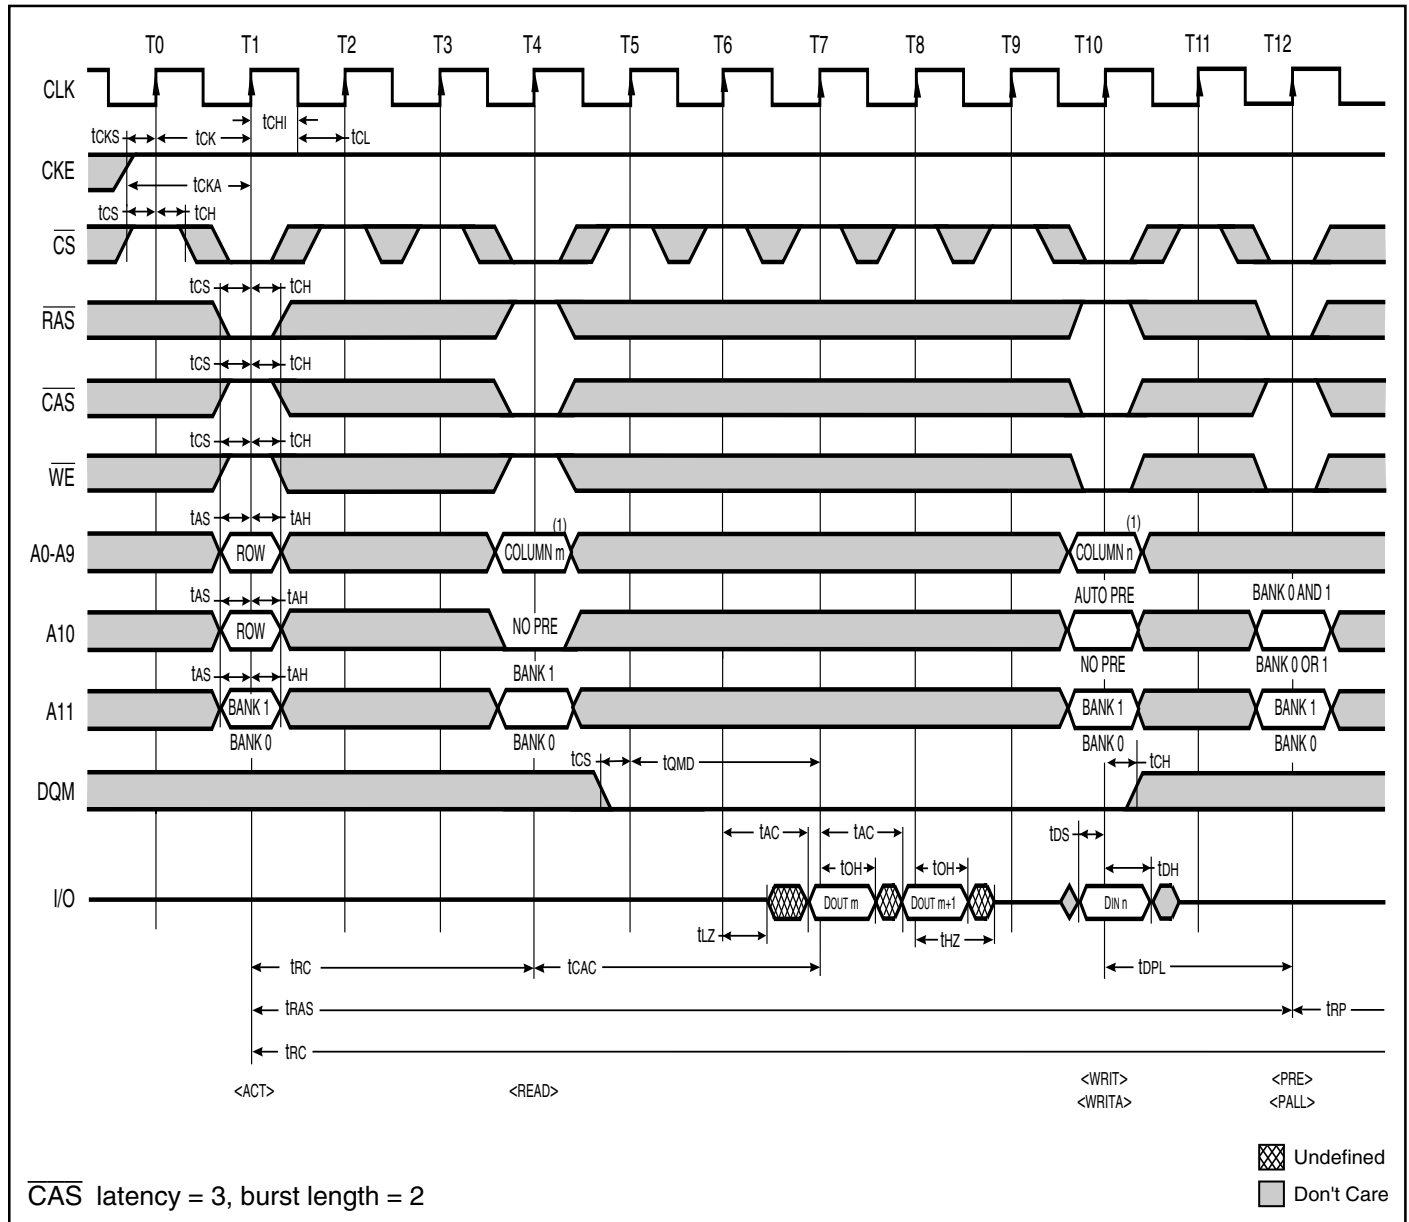 T0 T1 T2 T3 T4 T5 T6 T7 T8 T9 T10 T11 T12
CLK
tCHI
tCKS tCK tCL
CKE
tCKA
tCS tCH
CS
tCS tCH
RAS
tCS tCH
CAS
tCS tCH
WE
tAS tAH
A0-A9 ROW COLUMN m (1) COLUMN n (1)
tAS tAH AUTO PRE BANK 0 AND 1
A10 ROW NO PRE
tAS tAH BANK 1 NO PRE BANK 0 OR 1
A11 BANK 1 BANK 1 BANK 1
BANK 0 BANK 0 BANK 0 BANK 0
tCS tQMD tCH
DQM
tAC tAC tDS
tOH tOH tDH
I/O DOUT m DOUT m+1 DIN n
tLZ tHZ
tRC tCAC tDPL
tRAS tRP
tRC
<ACT> <READ> <WRIT> <PRE>
<WRITA> <PALL>
Undefined
CAS latency = 3, burst length = 2 Don't Care